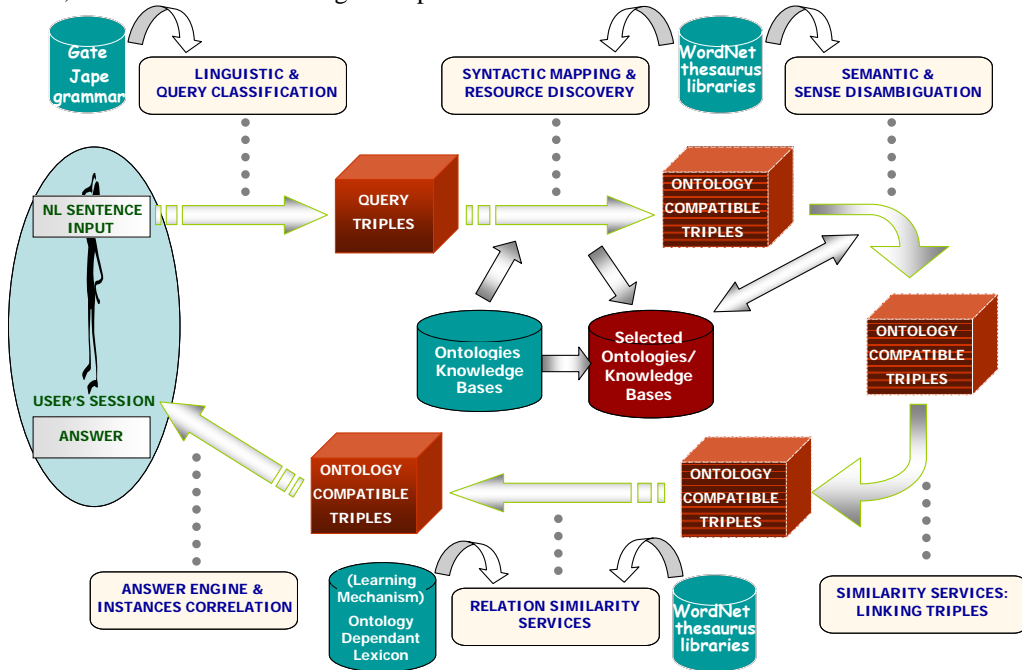 Gate
Jape
grammar
LINGUISTIC &
QUERY CLASSIFICATION
SYNTACTIC MAPPING &
RESOURCE DISCOVERY
WordNet
thesaurus
libraries
SEMANTIC &
SENSE DISAMBIGUATION
NL SENTENCE
INPUT
QUERY
TRIPLES
ONTOLOGY
COMPATIBLE
TRIPLES
Ontologies
Knowledge
Bases
Selected
Ontologies/
Knowledge
Bases
ONTOLOGY
COMPATIBLE
TRIPLES
USER'S SESSION
ANSWER
ONTOLOGY
COMPATIBLE
TRIPLES
ONTOLOGY
COMPATIBLE
TRIPLES
ANSWER ENGINE &
INSTANCES CORRELATION
(Learning
Mechanism)
Ontology
Dependant
Lexicon
RELATION SIMILARITY
SERVICES
WordNet
thesaurus
libraries
SIMILARITY SERVICES:
LINKING TRIPLES